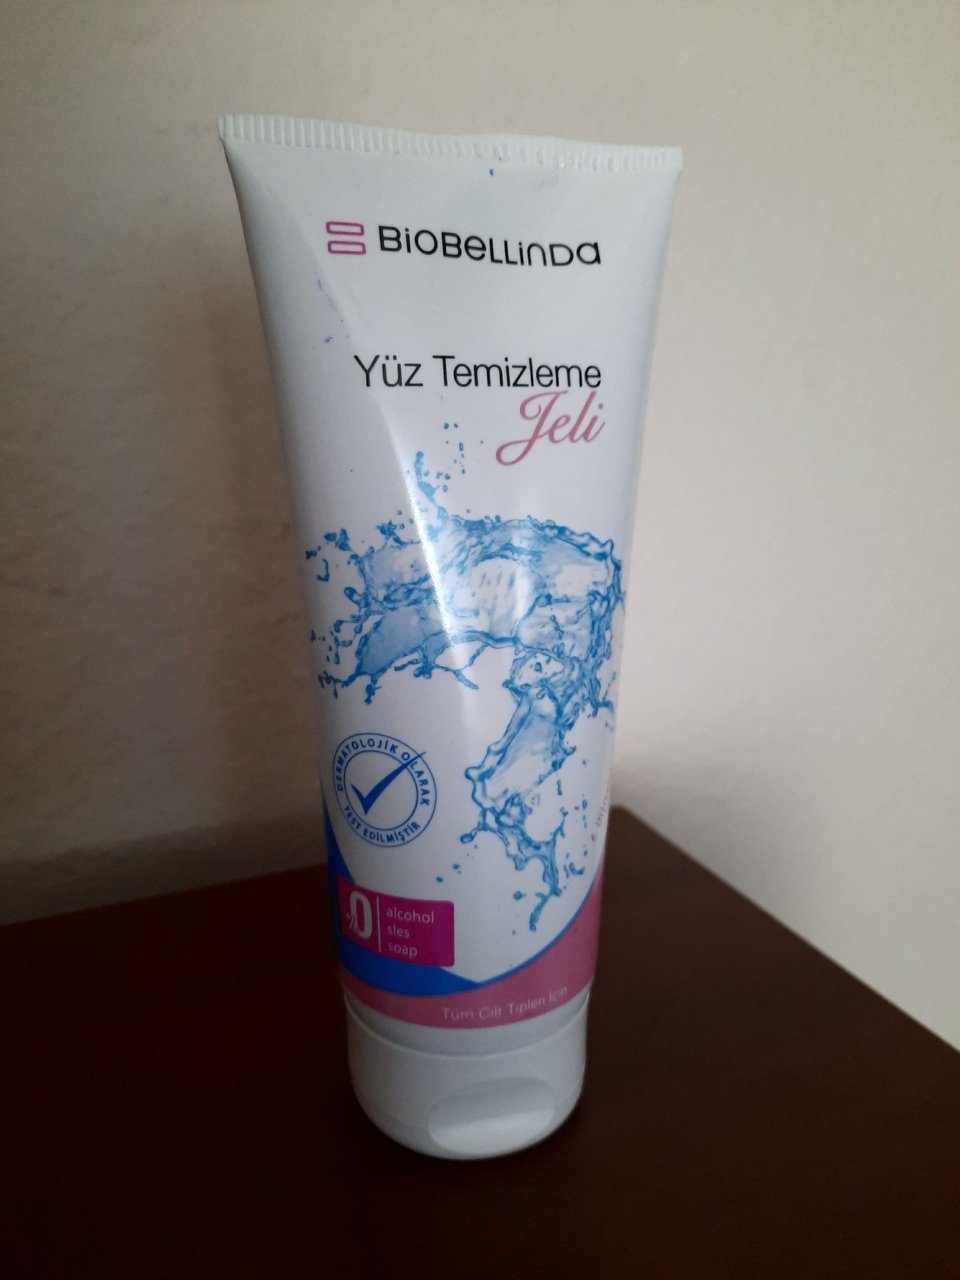 BiOBeLLinDa
Yüz Temizleme
Jeli
DERMATOLOJİK OLARAK
TEST EDİLMİŞTİR
%0
alcohol
sles
soap
Tüm Cilt Tipleri İçin